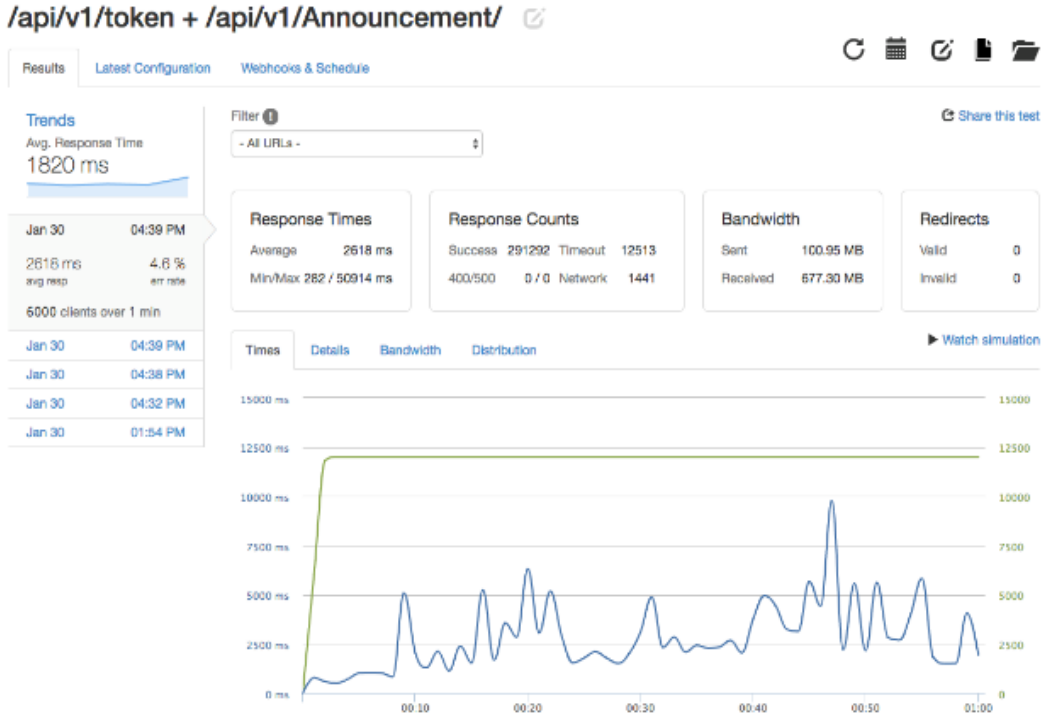 /api/v1/token + /api/v1/Announcement/
Results Latest Configuration Webhooks & Schedule
Trends
Avg. Response Time
1820 ms
Jan 30 04:39 PM
2618 ms 4.6 %
avg resp err rate
6000 clients over 1 min
Jan 30 04:39 PM
Jan 30 04:38 PM
Jan 30 04:32 PM
Jan 30 01:54 PM
Filter !
- All URLs -
Share this test
Response Times
Average 2618 ms
Min/Max 282 / 50914 ms
Response Counts
Success 291292 Timeout 12513
400/500 0 / 0 Network 1441
Bandwidth
Sent 100.95 MB
Received 677.30 MB
Redirects
Valid 0
Invalid 0
Times Details Bandwidth Distribution
Watch simulation
15000 ms 15000
12500 ms 12500
10000 ms 10000
7500 ms 7500
5000 ms 5000
2500 ms 2500
0 ms 0
00:10 00:20 00:30 00:40 00:50 01:00